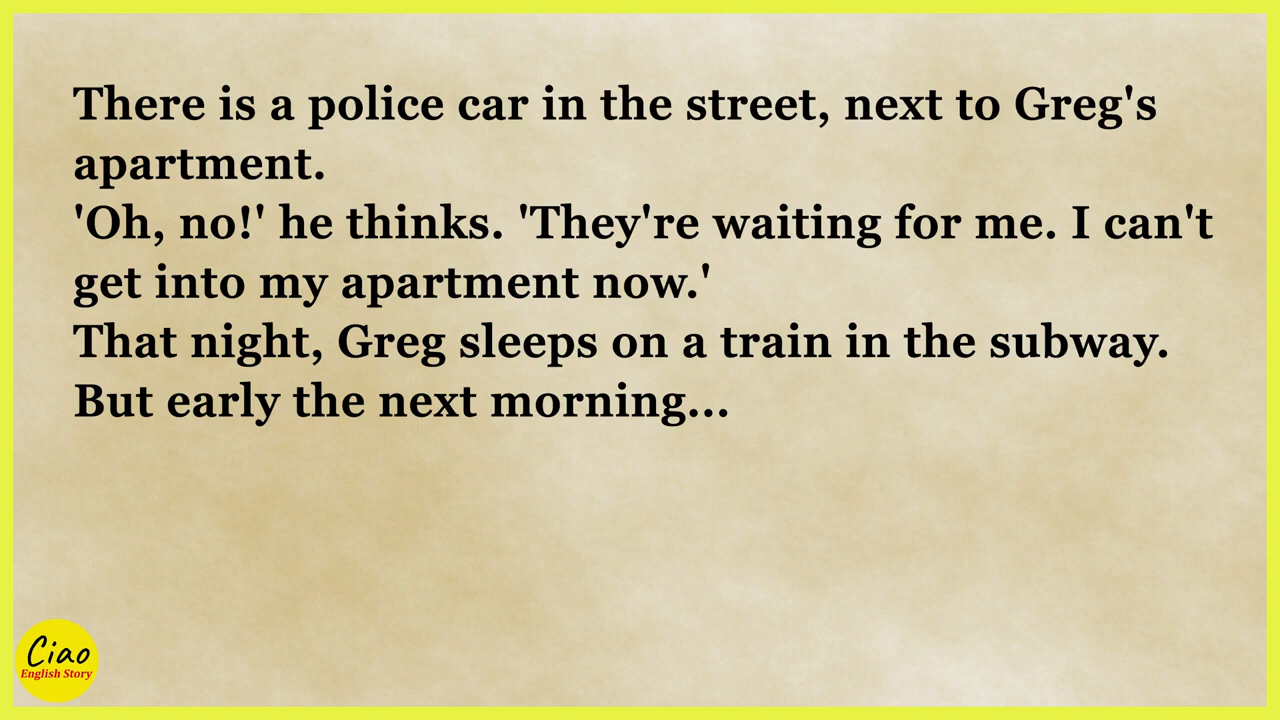 There is a police car in the street, next to Greg's
apartment.
'Oh, no!' he thinks. 'They're waiting for me. I can't
get into my apartment now.'
That night, Greg sleeps on a train in the subway.
But early the next morning...
Ciao
English Story